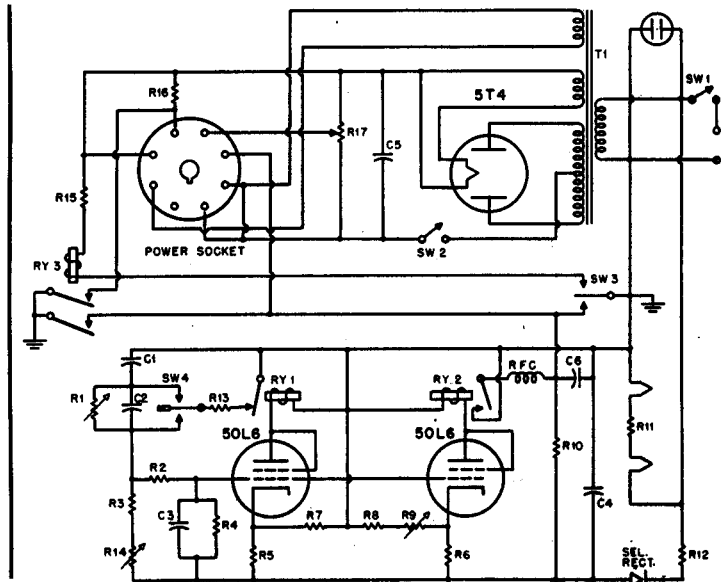 T1
SW 1
R16
5T4
R17
C5
R15
POWER SOCKET
SW 2
RY 3
SW 3
C1
RFC
C6
SW4
RY 1
RY 2
R1
C2
R13
50L6
50L6
R10
R11
R2
R3
C3
R4
R7
R8
R9
C4
R14
R5
R6
SEL.
RECT.
R12